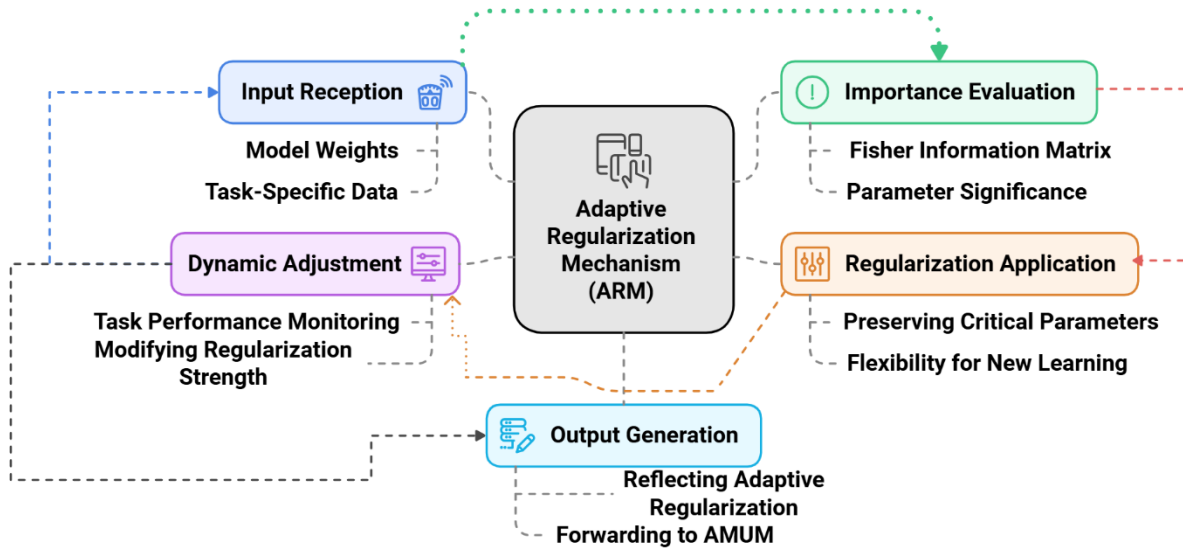 Input Reception
Model Weights
Task-Specific Data
Importance Evaluation
Fisher Information Matrix
Parameter Significance
Adaptive
Regularization
Mechanism
(ARM)
Dynamic Adjustment
Task Performance Monitoring
Modifying Regularization
Strength
Regularization Application
Preserving Critical Parameters
Flexibility for New Learning
Output Generation
Reflecting Adaptive
Regularization
Forwarding to AMUM